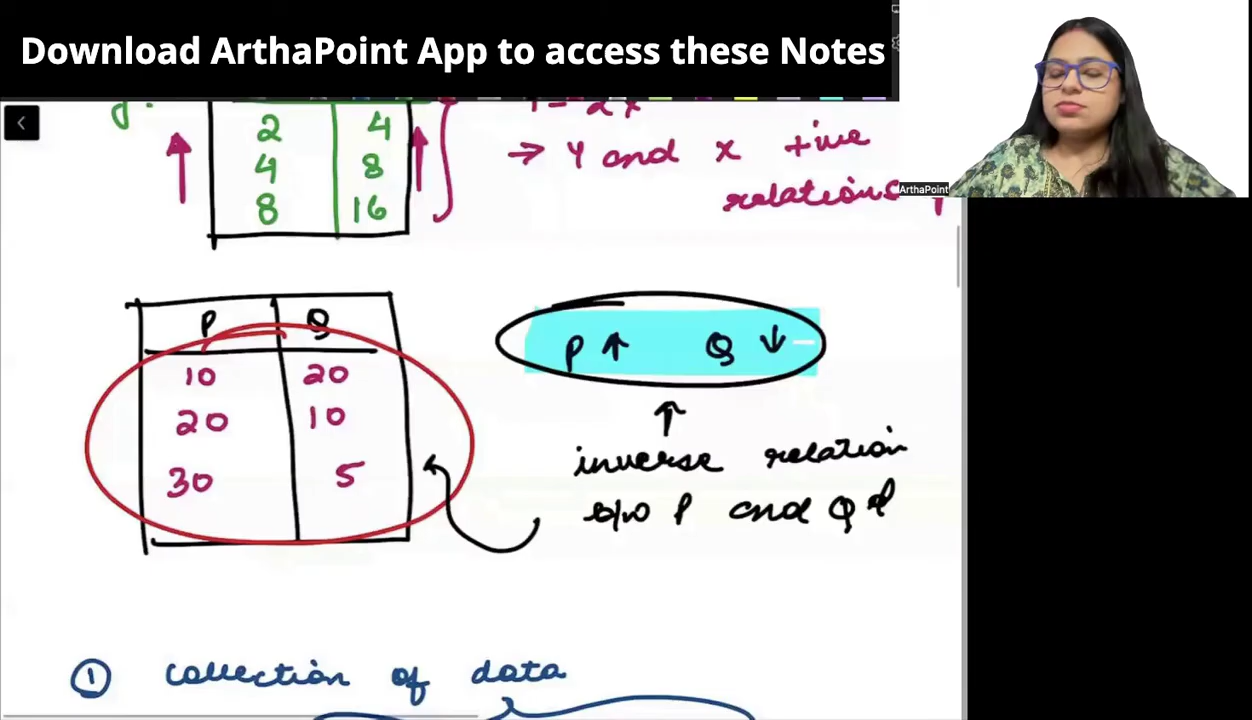 Download ArthaPoint App to access these Notes
2 4
4 8
8 16
→ Y and x +ive
ArthaPoint
P Q
10 20
20 10
30 5
P ↑ Q ↓
↑
inverse relation
b/w P and Qd
① collection of data